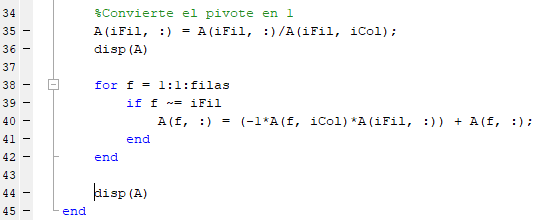 34 %Convierte el pivote en 1
35 - A(iFil, :) = A(iFil, :)/A(iFil, iCol);
36 - disp(A)
37
38 - for f = 1:1:filas
39 - if f ~= iFil
40 - A(f, :) = (-1*A(f, iCol)*A(iFil, :)) + A(f, :);
41 - end
42 - end
43
44 - disp(A)
45 - end